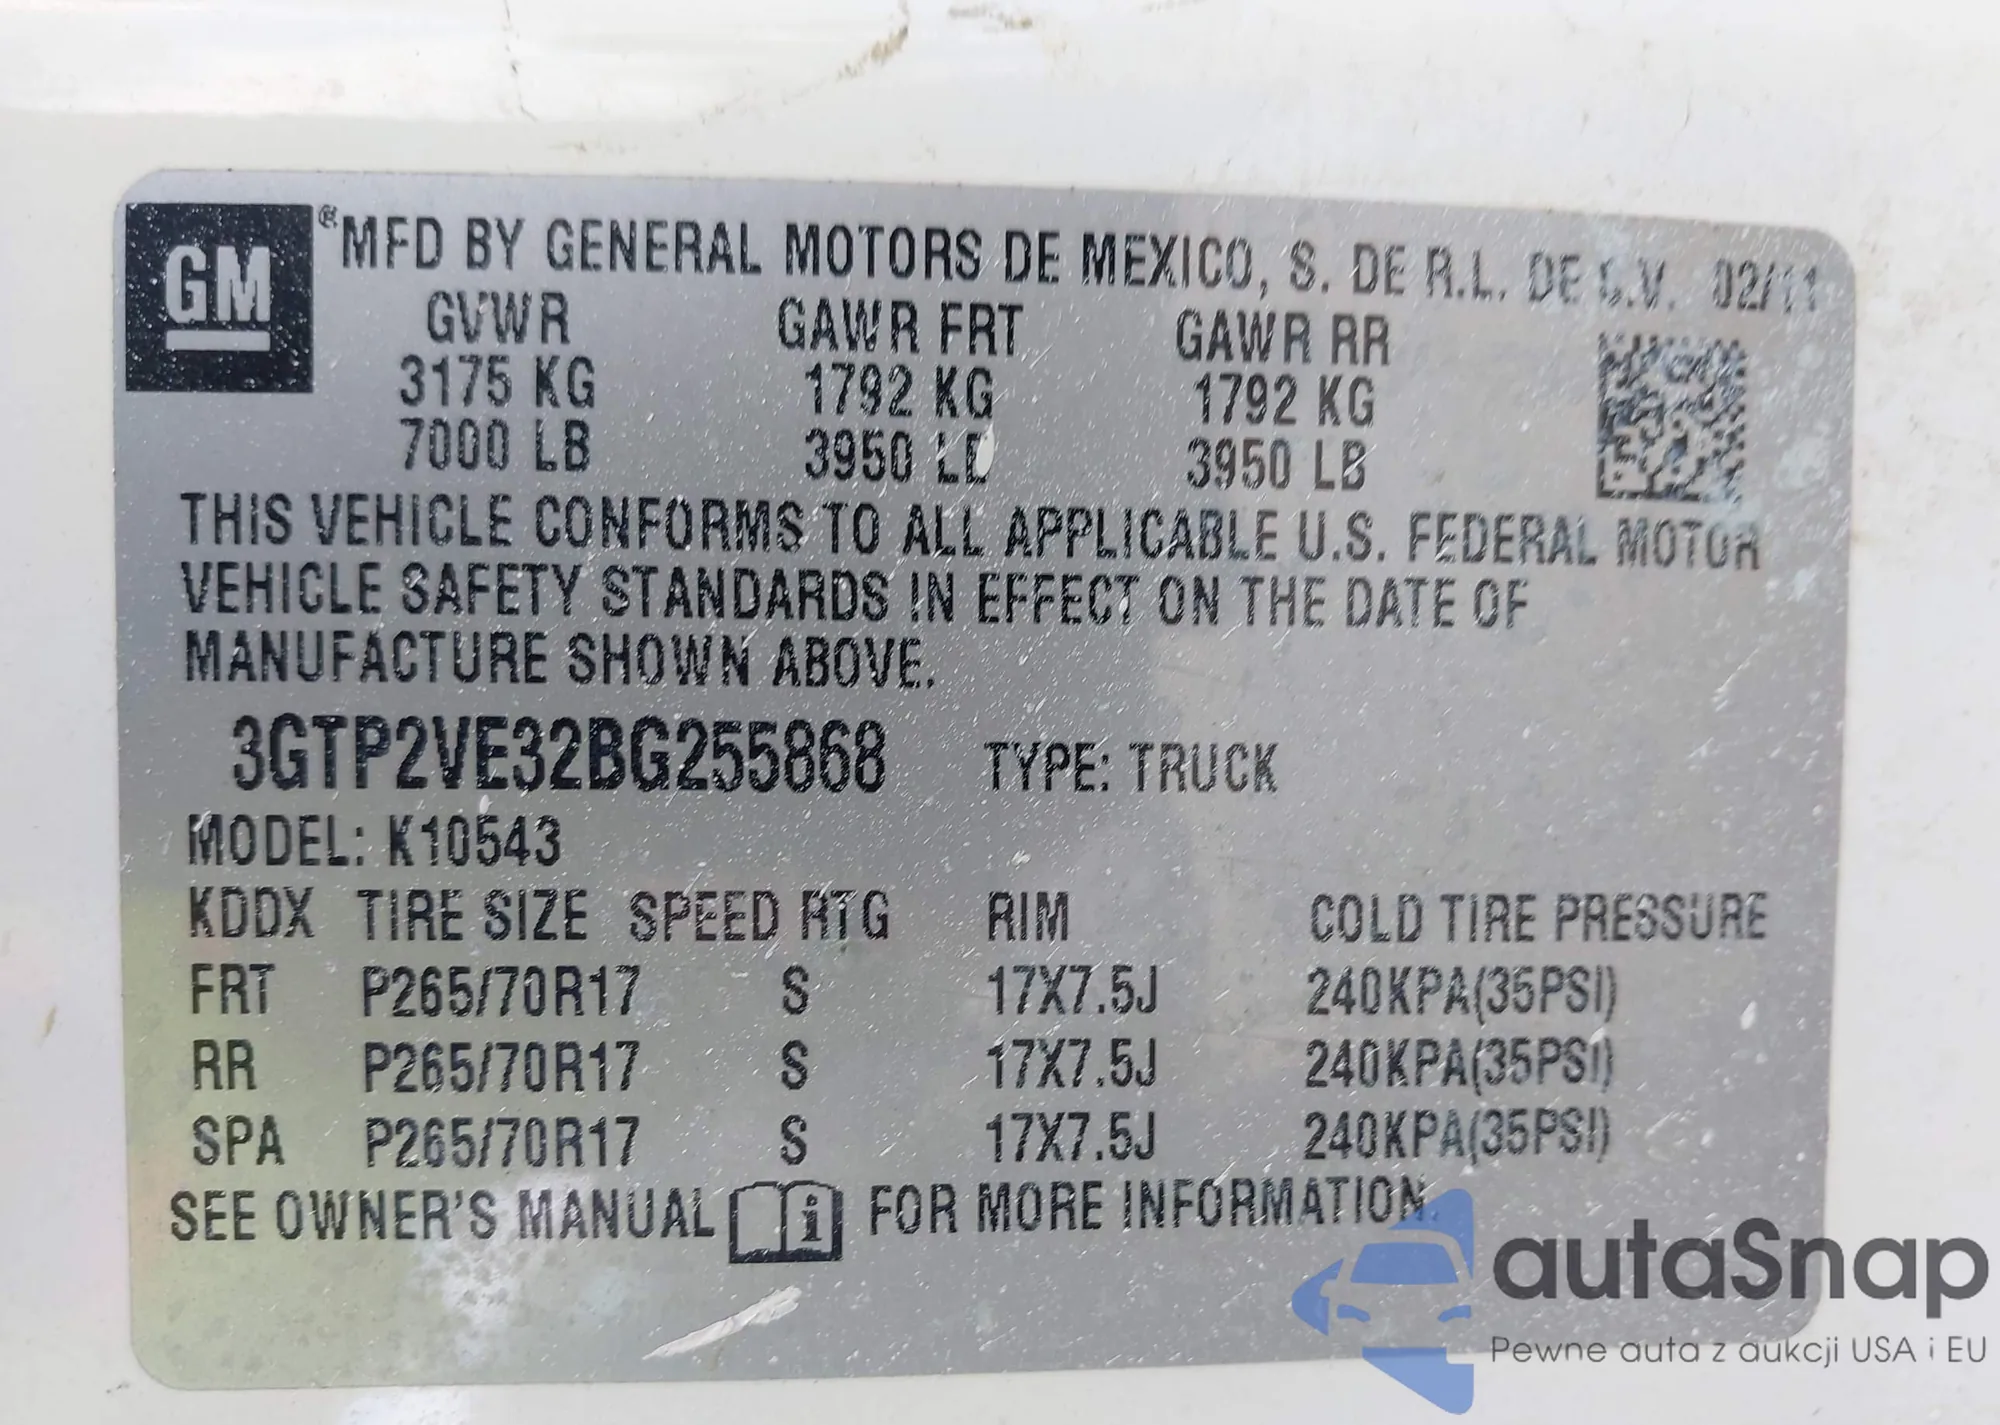 GM ® MFD BY GENERAL MOTORS DE MEXICO, S. DE R.L. DE C.V. 02/11
GVWR GAWR FRT GAWR RR
3175 KG 1792 KG 1792 KG
7000 LB 3950 LB 3950 LB
THIS VEHICLE CONFORMS TO ALL APPLICABLE U.S. FEDERAL MOTOR
VEHICLE SAFETY STANDARDS IN EFFECT ON THE DATE OF
MANUFACTURE SHOWN ABOVE.
3GTP2VE32BG255868 TYPE: TRUCK
MODEL: K10543
KDDX TIRE SIZE SPEED RTG RIM COLD TIRE PRESSURE
FRT P265/70R17 S 17X7.5J 240KPA(35PSI)
RR P265/70R17 S 17X7.5J 240KPA(35PSI)
SPA P265/70R17 S 17X7.5J 240KPA(35PSI)
SEE OWNER'S MANUAL i FOR MORE INFORMATION.
autaSnap
Pewne auta z aukcji USA i EU